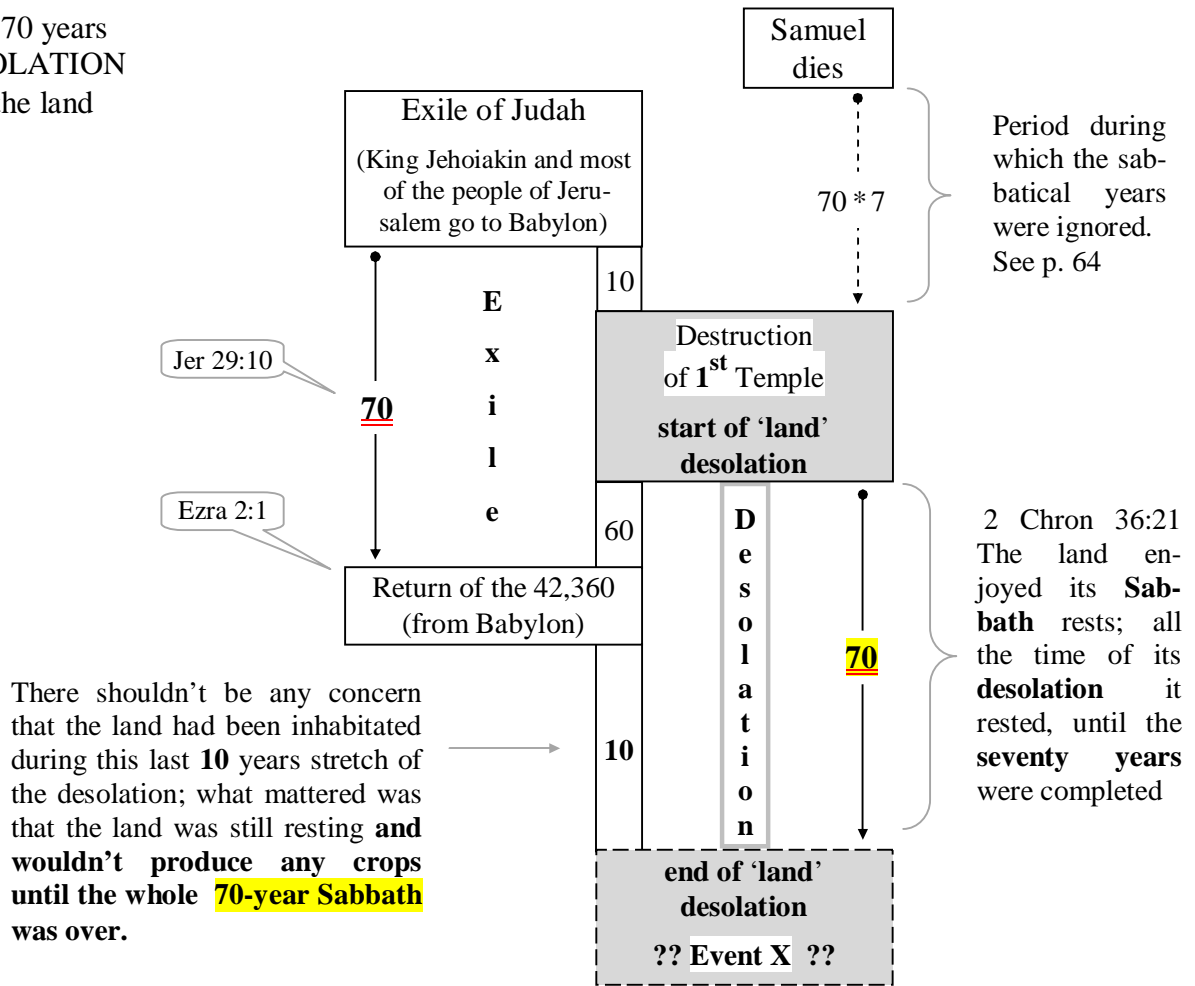 70 years
OLATION
he land
Samuel
dies
Exile of Judah
(King Jehoiakin and most
of the people of Jeru-
salem go to Babylon)
70 * 7
Period during
which the sab-
batical years
were ignored.
See p. 64
10
E
x
i
l
e
Jer 29:10
70
Ezra 2:1
Destruction
of 1st Temple
start of ‘land’
desolation
60
Return of the 42,360
(from Babylon)
D
e
s
o
l
a
t
i
o
n
70
2 Chron 36:21
The land en-
joyed its Sab-
bath rests; all
the time of its
desolation it
rested, until the
seventy years
were completed
There shouldn’t be any concern
that the land had been inhabitated
during this last 10 years stretch of
the desolation; what mattered was
that the land was still resting and
wouldn’t produce any crops
until the whole 70-year Sabbath
was over.
10
end of ‘land’
desolation
?? Event X ??